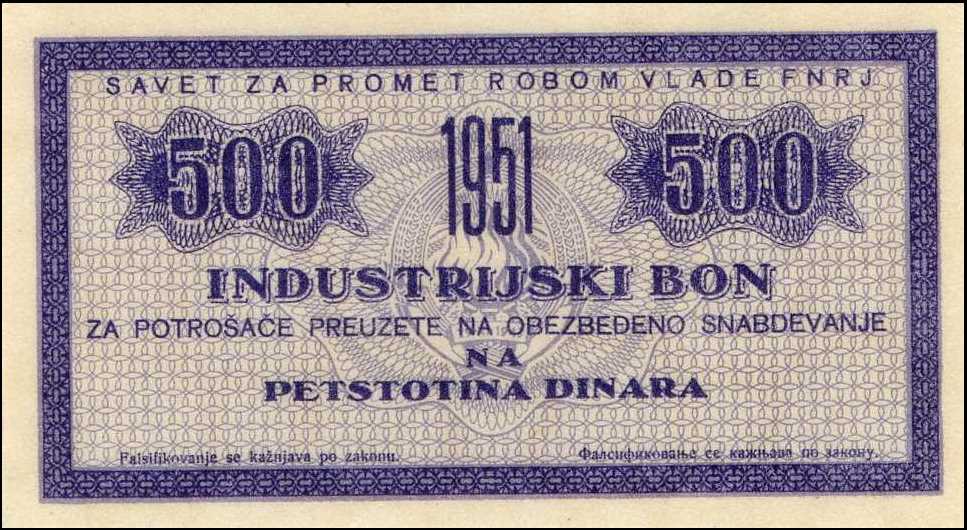 SAVET ZA PROMET ROBOM VLADE FNRJ
500 1951 500
INDUSTRIJSKI BON
ZA POTROŠAČE PREUZETE NA OBEZBEĐENO SNABDEVANJE
NA
PETSTOTINA DINARA
Falsifikovanje se kažnjava po zakonu. Фалсификовање се кажњава по закону.